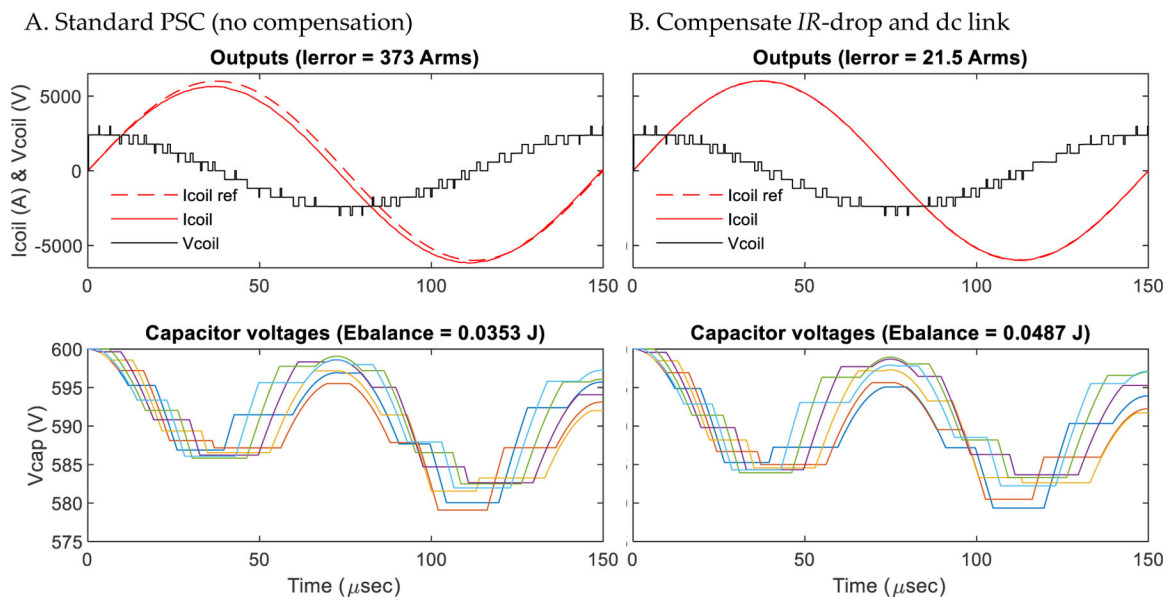 A. Standard PSC (no compensation)
Outputs (Ierror = 373 Arms)
Icoil (A) & Vcoil (V)
5000
0
-5000
Icoil ref
Icoil
Vcoil
0
50
100
150
Capacitor voltages (Ebalance = 0.0353 J)
Vcap (V)
600
595
590
585
580
575
0
50
100
150
Time (μsec)
B. Compensate IR-drop and dc link
Outputs (Ierror = 21.5 Arms)
Icoil ref
Icoil
Vcoil
0
50
100
150
Capacitor voltages (Ebalance = 0.0487 J)
0
50
100
150
Time (μsec)